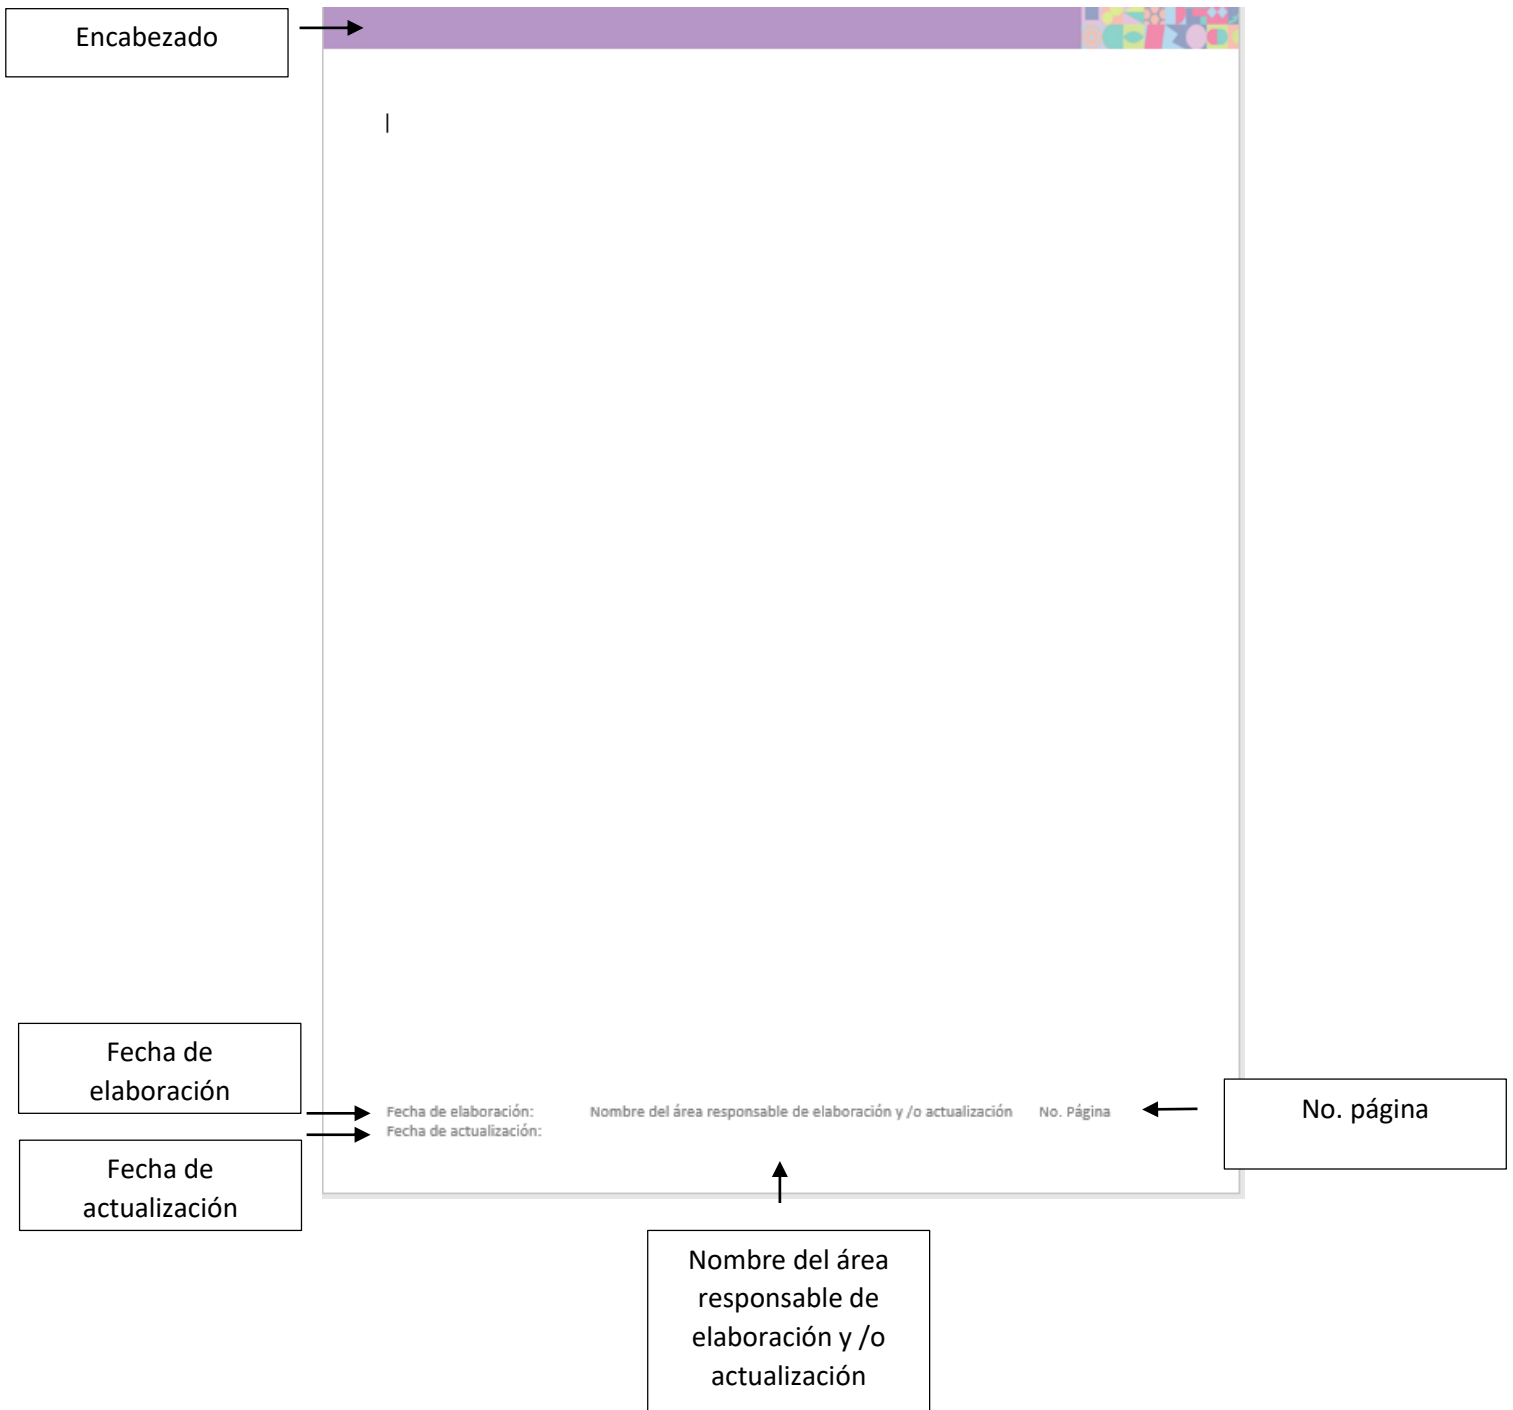 Encabezado
Fecha de
elaboración
Fecha de elaboración: Nombre del área responsable de elaboración y /o actualización No. Página
Fecha de actualización:
No. página
Fecha de
actualización
Nombre del área
responsable de
elaboración y /o
actualización